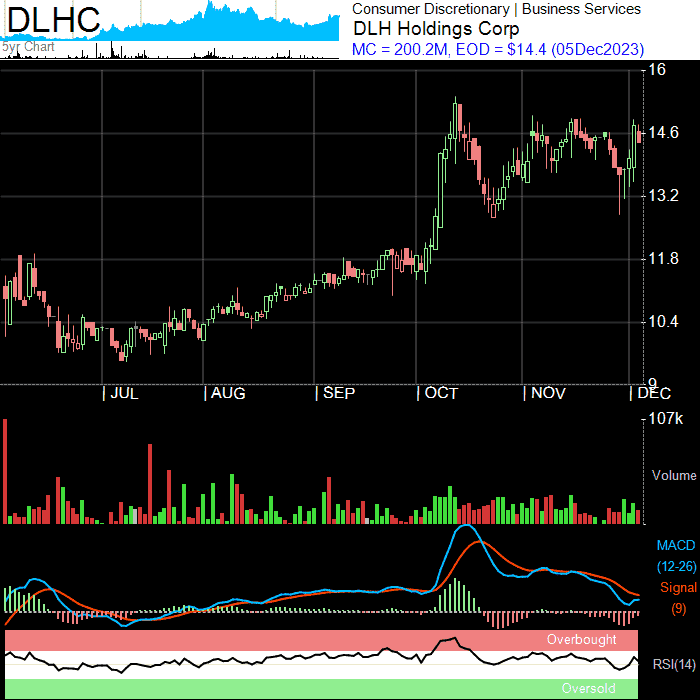 DLHC
5yr Chart
Consumer Discretionary | Business Services
DLH Holdings Corp
MC = 200.2M, EOD = $14.4 (05Dec2023)
16
14.6
13.2
11.8
10.4
9
JUL AUG SEP OCT NOV DEC
107k
Volume
MACD
(12-26)
Signal
(9)
Overbought
RSI(14)
Oversold